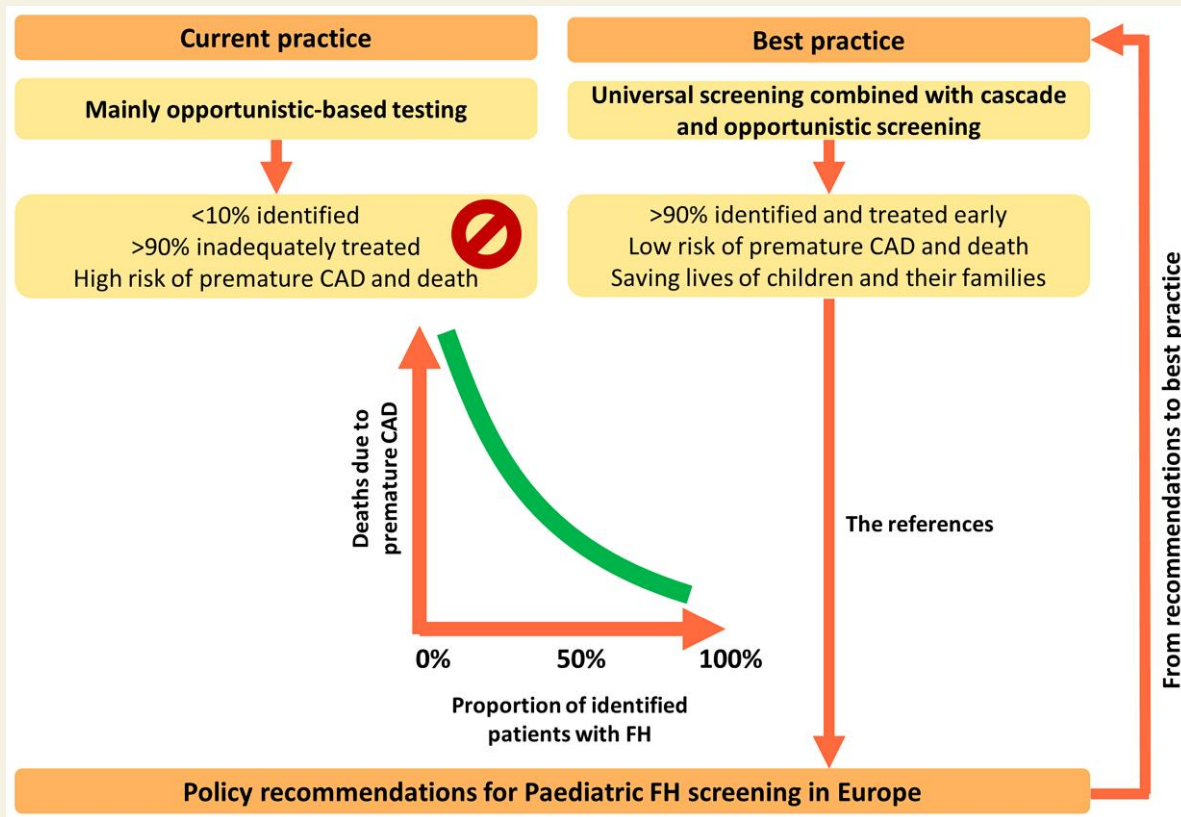 Current practice
Mainly opportunistic-based testing
<10% identified
>90% inadequately treated
High risk of premature CAD and death
Best practice
Universal screening combined with cascade
and opportunistic screening
>90% identified and treated early
Low risk of premature CAD and death
Saving lives of children and their families
Deaths due to
premature CAD
0% 50% 100%
Proportion of identified
patients with FH
The references
From recommendations to best practice
Policy recommendations for Paediatric FH screening in Europe